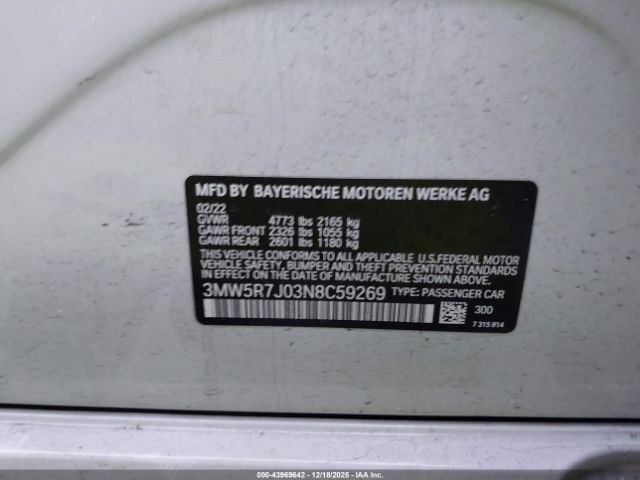 MFD BY BAYERISCHE MOTOREN WERKE AG
02/22
GVWR 4773 lbs 2165 kg
GAWR FRONT 2326 lbs 1055 kg
GAWR REAR 2601 lbs 1180 kg
THIS VEHICLE CONFORMS TO ALL APPLICABLE U.S.FEDERAL MOTOR
VEHICLE SAFETY, BUMPER, AND THEFT PREVENTION STANDARDS
IN EFFECT ON THE DATE OF MANUFACTURE SHOWN ABOVE.
3MW5R7J03N8C59269 TYPE: PASSENGER CAR
300
7 315 814
000-43969642 - 12/18/2025 - IAA Inc.